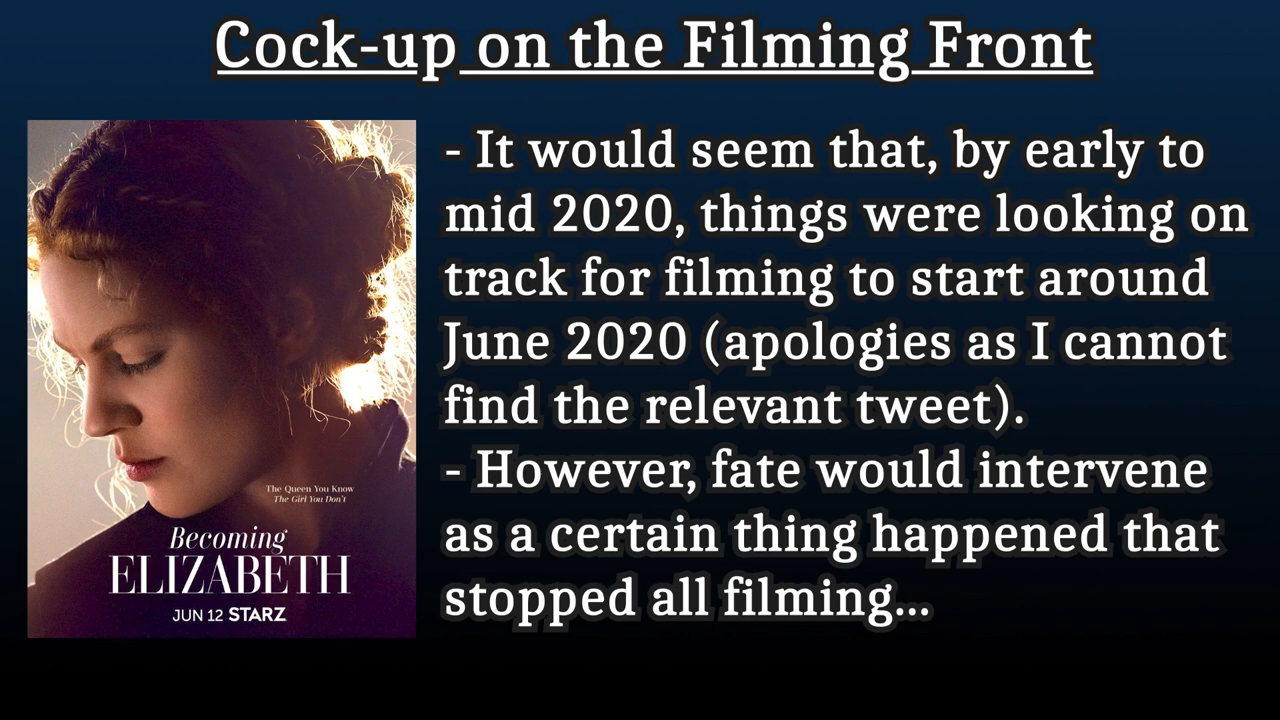 Cock-up on the Filming Front
- It would seem that, by early to
mid 2020, things were looking on
track for filming to start around
June 2020 (apologies as I cannot
find the relevant tweet).
- However, fate would intervene
as a certain thing happened that
stopped all filming...
The Queen You Know
The Girl You Don't
Becoming
ELIZABETH
JUN 12 STARZ